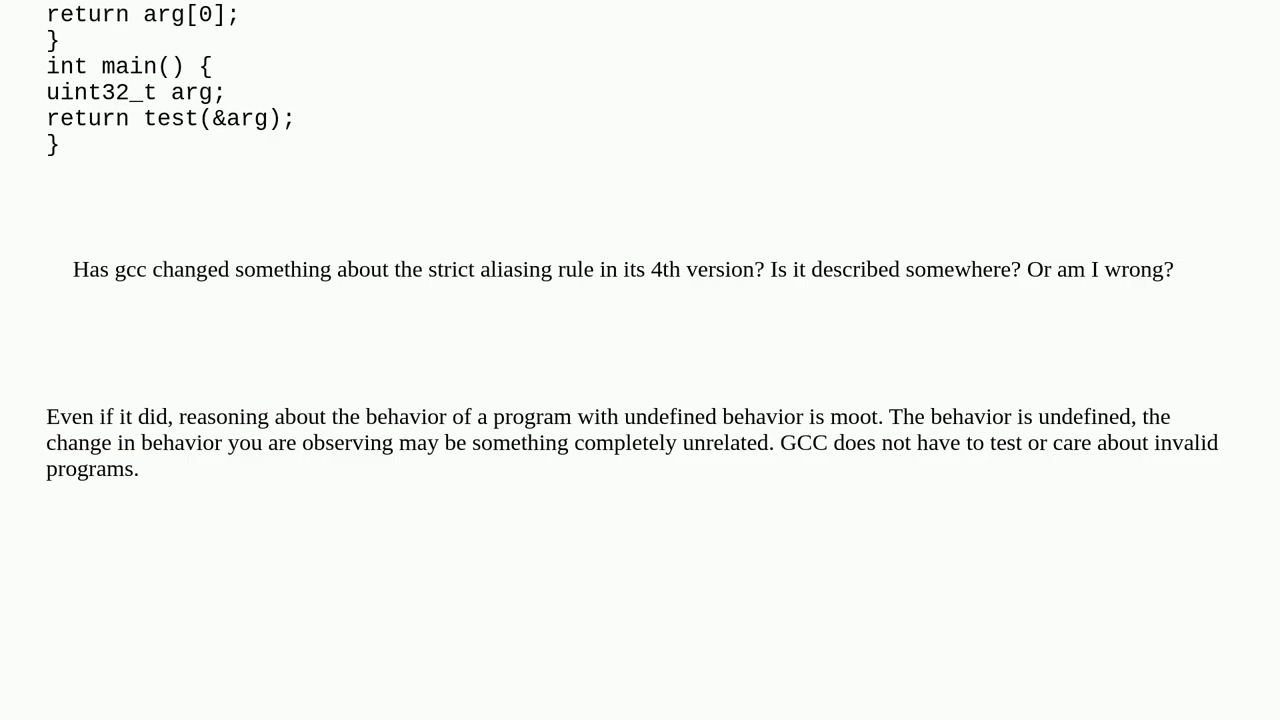 return arg[0];
}
int main() {
uint32_t arg;
return test(&arg);
}
Has gcc changed something about the strict aliasing rule in its 4th version? Is it described somewhere? Or am I wrong?
Even if it did, reasoning about the behavior of a program with undefined behavior is moot. The behavior is undefined, the
change in behavior you are observing may be something completely unrelated. GCC does not have to test or care about invalid
programs.